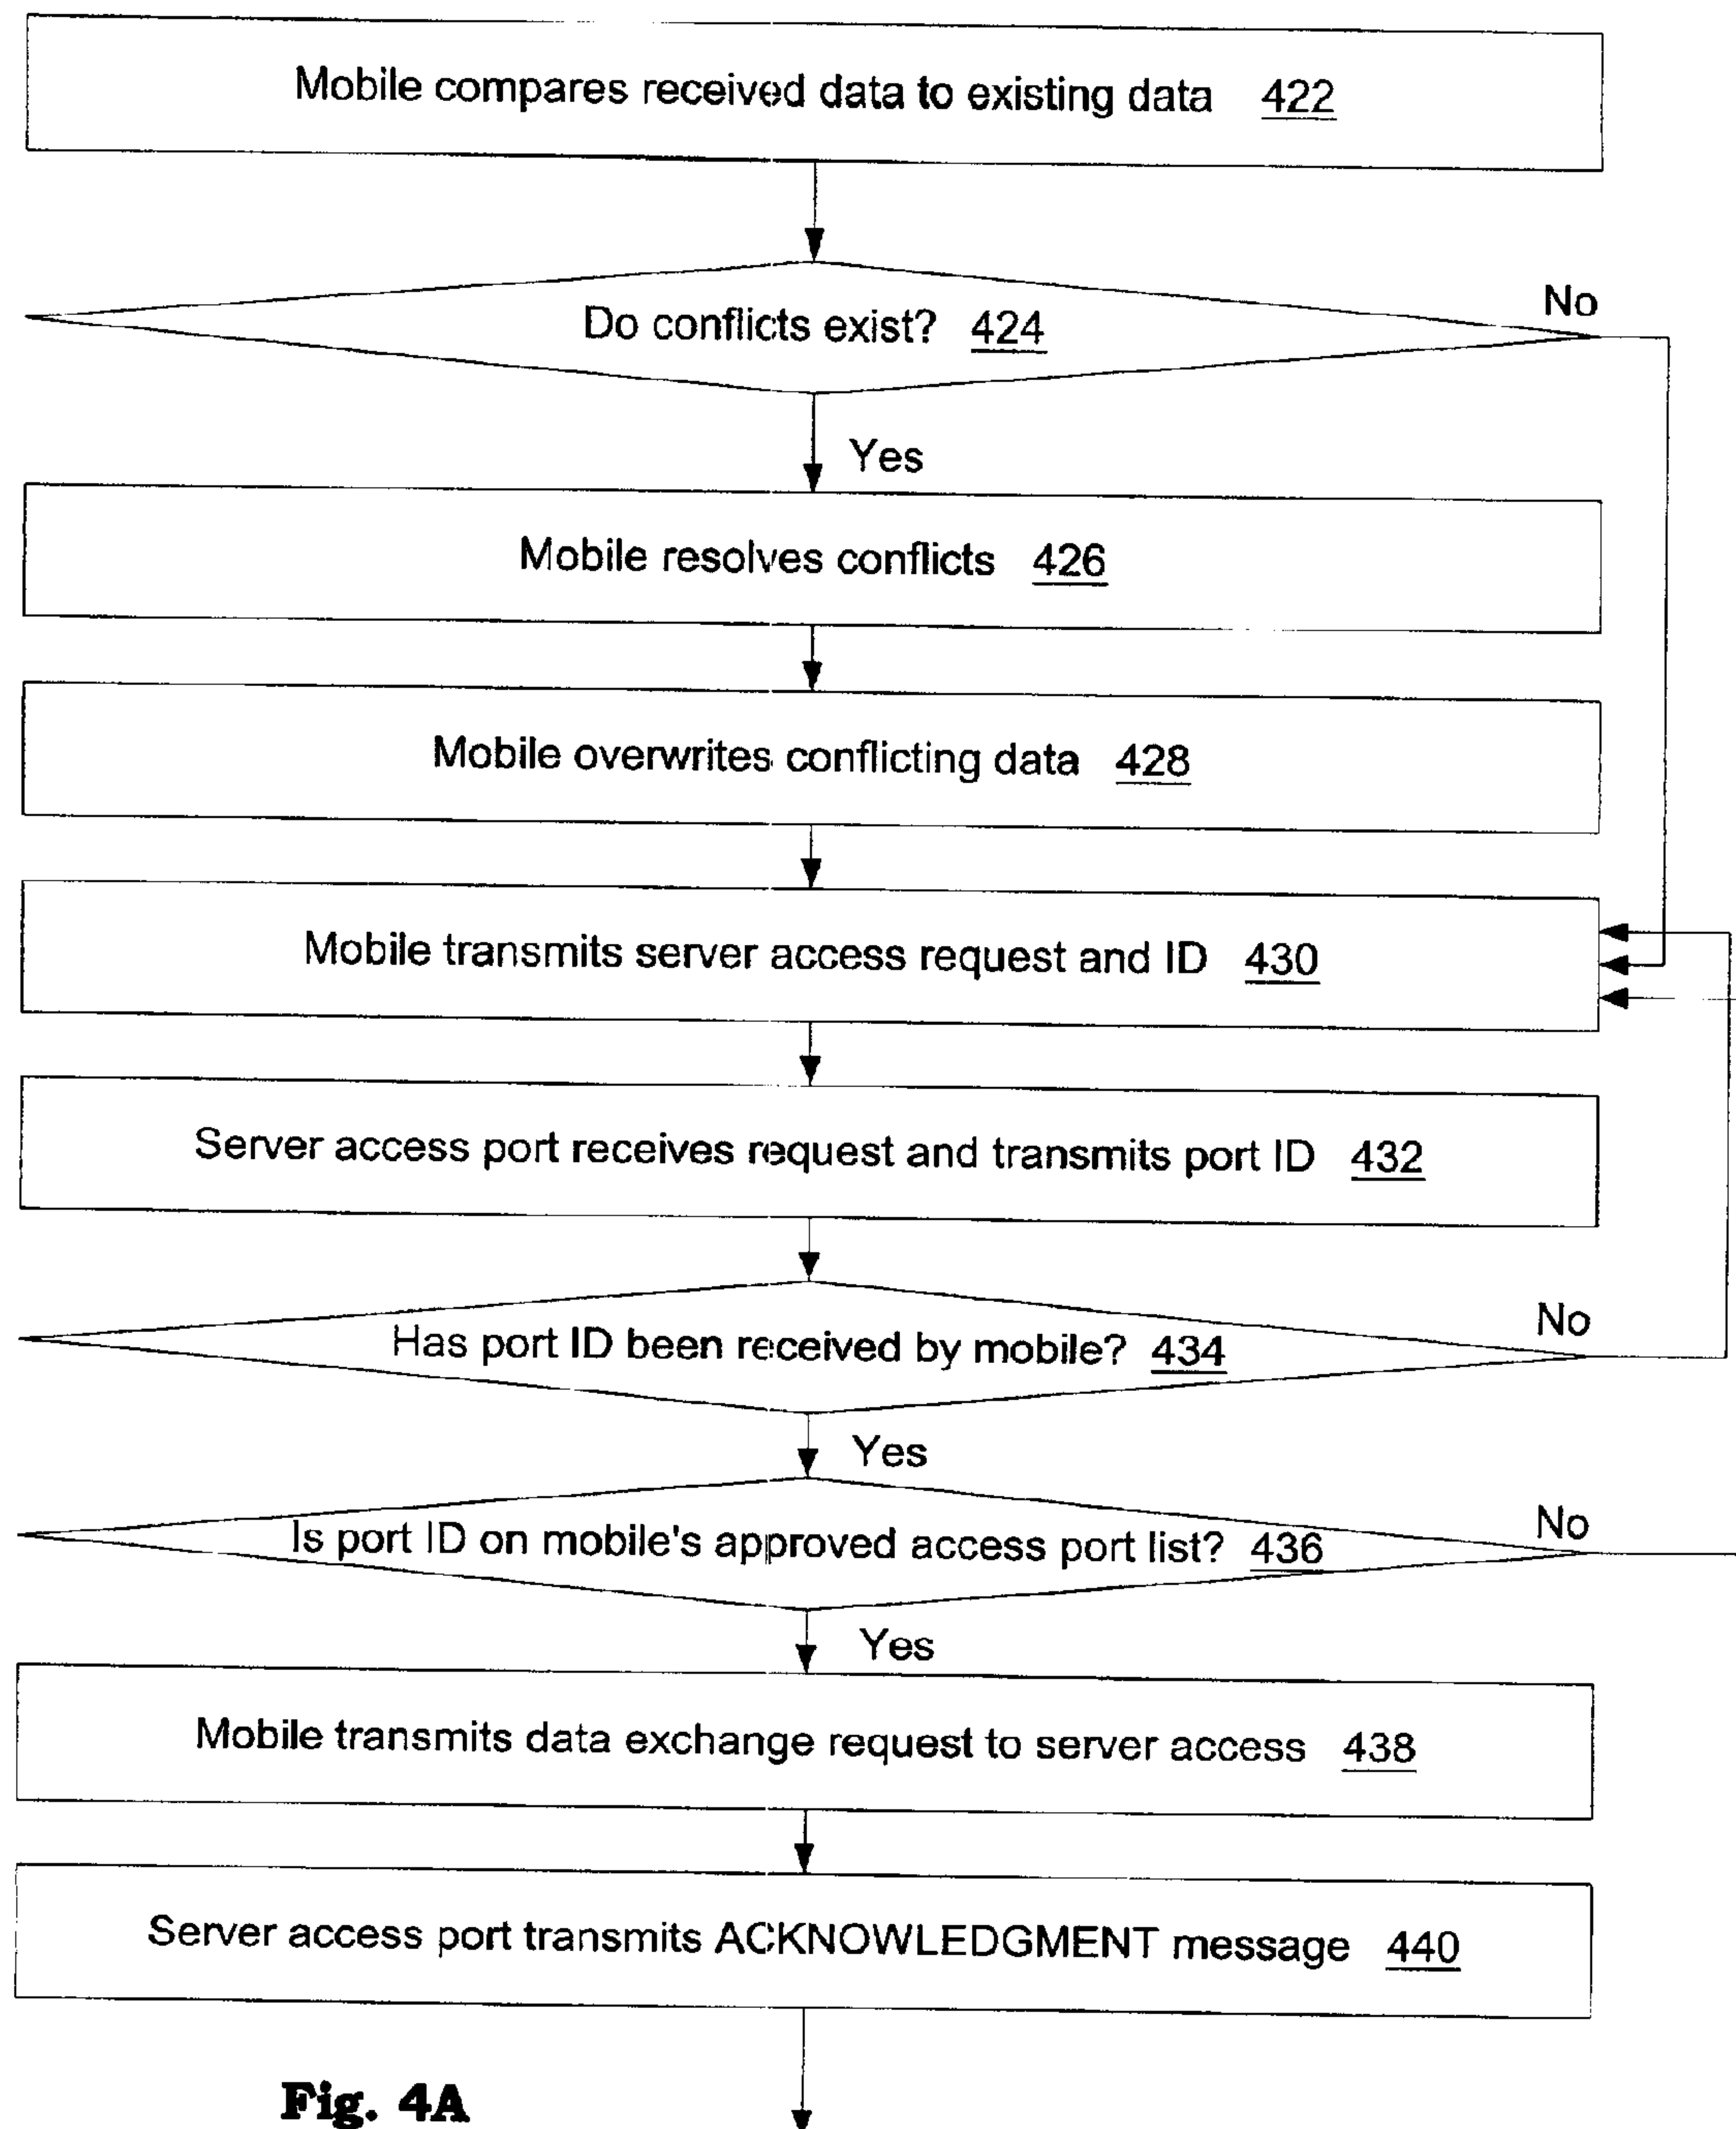 Mobile compares received data to existing data 422
Do conflicts exist? 424
No
Yes
Mobile resolves conflicts 426
Mobile overwrites conflicting data 428
Mobile transmits server access request and ID 430
Server access port receives request and transmits port ID 432
Has port ID been received by mobile? 434
No
Yes
Is port ID on mobile's approved access port list? 436
No
Yes
Mobile transmits data exchange request to server access 438
Server access port transmits ACKNOWLEDGMENT message 440
Fig. 4A